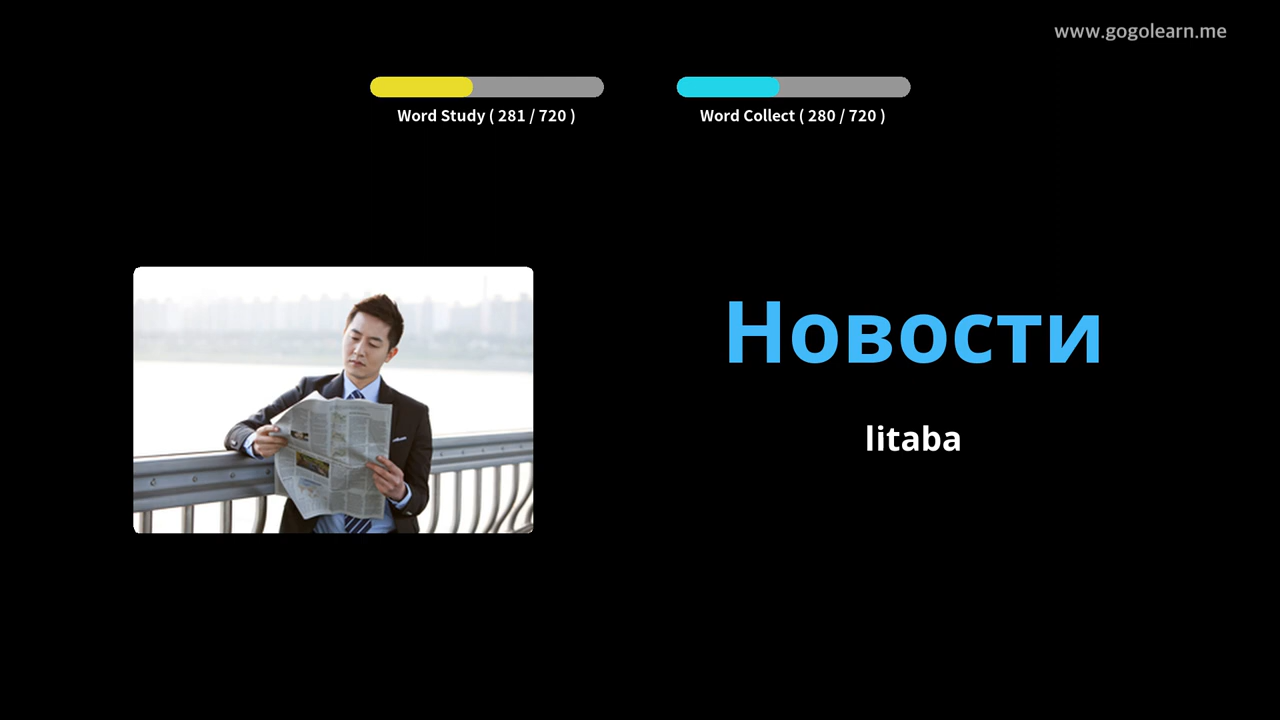 www.gogolearn.me
Word Study ( 281 / 720 )
Word Collect ( 280 / 720 )
Новости
litaba